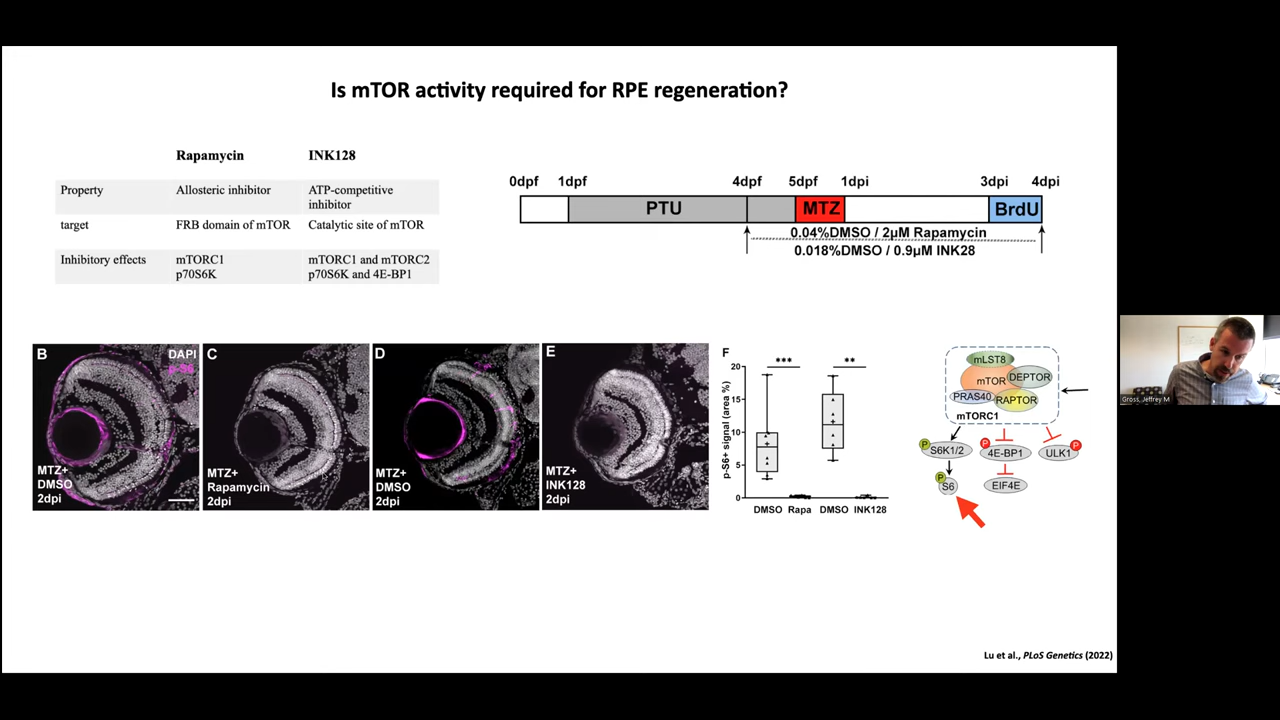 Is mTOR activity required for RPE regeneration?
Rapamycin INK128
Property Allosteric inhibitor ATP-competitive
inhibitor
target FRB domain of mTOR Catalytic site of mTOR
Inhibitory effects mTORC1 mTORC1 and mTORC2
p70S6K p70S6K and 4E-BP1
0dpf 1dpf 4dpf 5dpf 1dpi 3dpi 4dpi
PTU MTZ BrdU
0.04%DMSO / 2µM Rapamycin
0.018%DMSO / 0.9µM INK28
B DAPI
p-S6
MTZ+
DMSO
2dpi
C
MTZ+
Rapamycin
2dpi
D
MTZ+
DMSO
2dpi
E
MTZ+
INK128
2dpi
F
p-S6+ signal (area %)
20
15
10
5
0
*** **
DMSO Rapa DMSO INK128
mLST8
mTOR DEPTOR
PRAS40 RAPTOR
mTORC1
P P P
S6K1/2 4E-BP1 ULK1
P
S6 EIF4E
Gross, Jeffrey M
Lu et al., PLoS Genetics (2022)